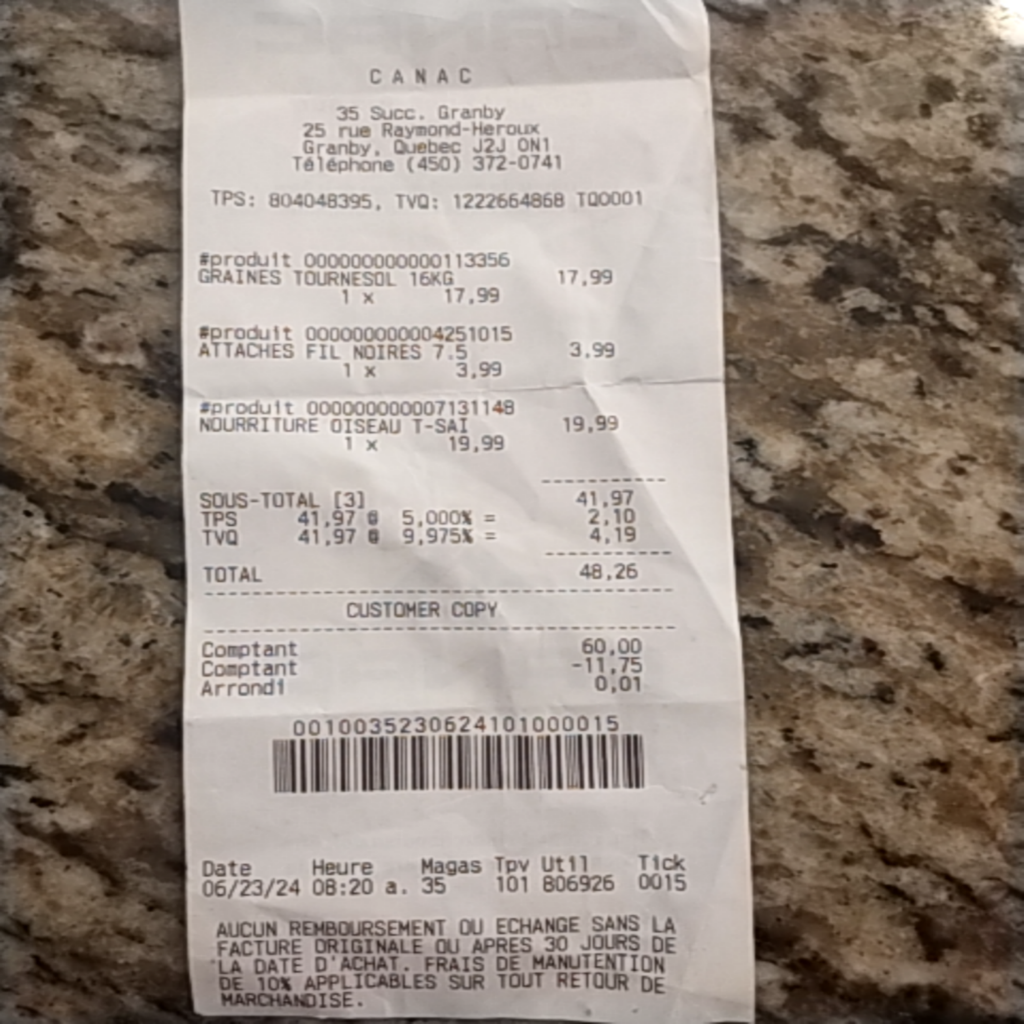 CANAC
35 Succ. Granby
25 rue Raymond-Heroux
Granby, Quebec J2J 0N1
Téléphone (450) 372-0741
TPS: 804048395, TVQ: 1222664868 TQ0001
#produit 000000000000113356
GRAINES TOURNESOL 16KG 17,99
1 x 17,99
#produit 000000000004251015
ATTACHES FIL NOIRES 7.5 3,99
1 x 3,99
#produit 000000000007131148
NOURRITURE OISEAU T-SAI 19,99
1 x 19,99
SOUS-TOTAL [3] 41,97
TPS 41,97 @ 5,000% = 2,10
TVQ 41,97 @ 9,975% = 4,19
TOTAL 48,26
CUSTOMER COPY
Comptant 60,00
Comptant -11,75
Arrondi 0,01
0010035230624101000015
Date Heure Magas Tpv Util Tick
06/23/24 08:20 a. 35 101 806926 0015
AUCUN REMBOURSEMENT OU ECHANGE SANS LA
FACTURE ORIGINALE OU APRES 30 JOURS DE
LA DATE D'ACHAT. FRAIS DE MANUTENTION
DE 10% APPLICABLES SUR TOUT RETOUR DE
MARCHANDISE.